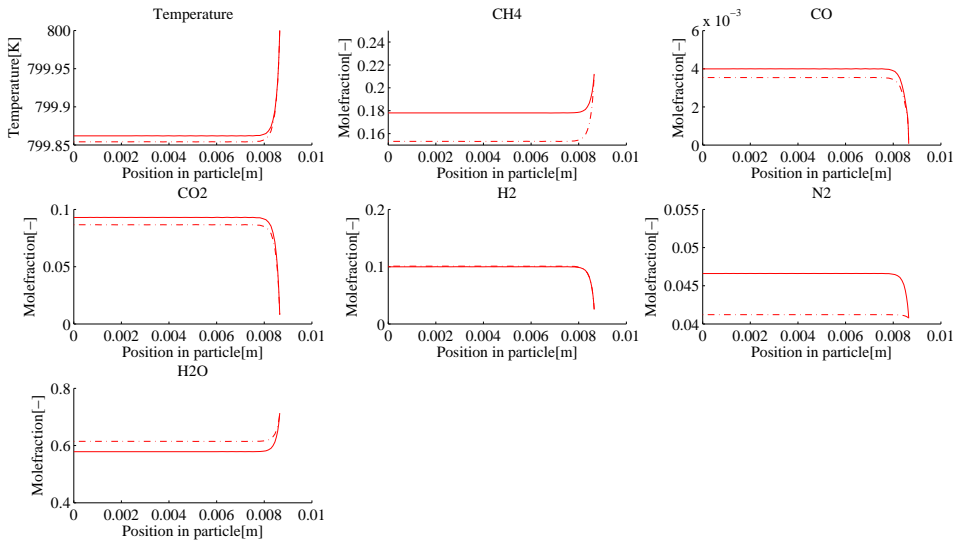 Temperature
800
799.95
799.9
799.85
Temperature[K]
0 0.002 0.004 0.006 0.008 0.01
Position in particle[m]
CH4
0.24
0.22
0.2
0.18
0.16
Molefraction[−]
0 0.002 0.004 0.006 0.008 0.01
Position in particle[m]
CO
x 10−3
6
4
2
0
Molefraction[−]
0 0.002 0.004 0.006 0.008 0.01
Position in particle[m]
CO2
0.1
0.05
0
Molefraction[−]
0 0.002 0.004 0.006 0.008 0.01
Position in particle[m]
H2
0.2
0.1
0
Molefraction[−]
0 0.002 0.004 0.006 0.008 0.01
Position in particle[m]
N2
0.055
0.05
0.045
0.04
Molefraction[−]
0 0.002 0.004 0.006 0.008 0.01
Position in particle[m]
H2O
0.8
0.6
0.4
Molefraction[−]
0 0.002 0.004 0.006 0.008 0.01
Position in particle[m]